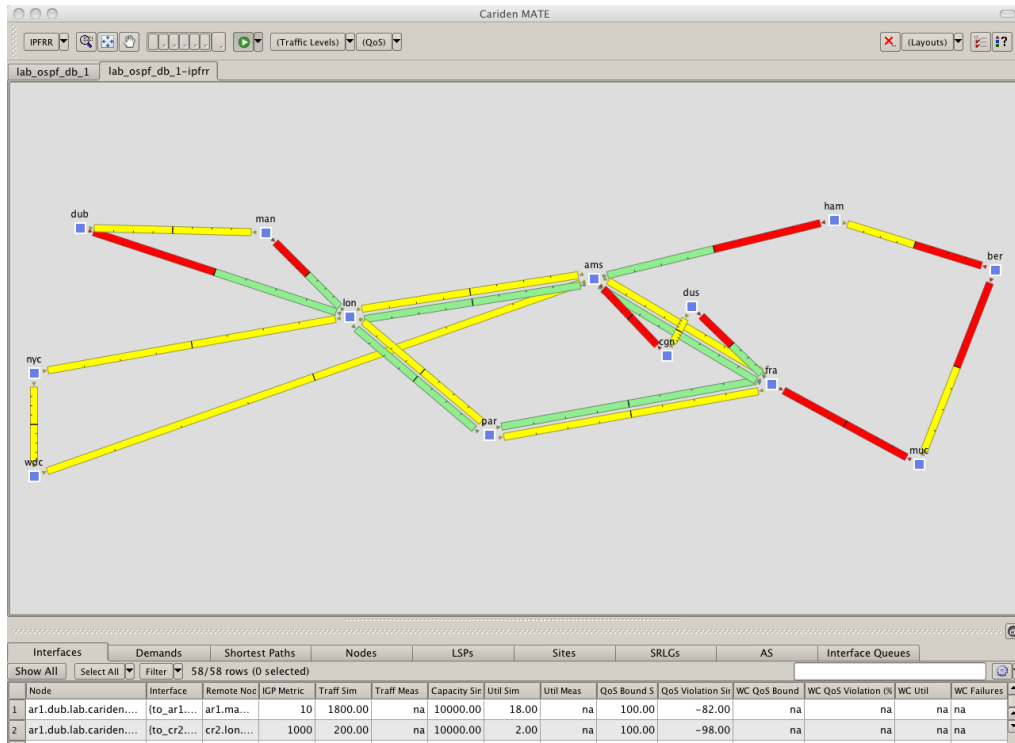 Cariden MATE
IPFRR (Traffic Levels) (QoS) (Layouts)
lab_ospf_db_1 lab_ospf_db_1-ipfrr
ham
dub
man
ber
ams
dus
lon
cgn
nyc
fra
par
muc
wdc
Interfaces Demands Shortest Paths Nodes LSPs Sites SRLGs AS Interface Queues
Show All Select All Filter 58/58 rows (0 selected)
Node Interface Remote Nod IGP Metric Traff Sim Traff Meas Capacity Sim Util Sim Util Meas QoS Bound S QoS Violation Sim WC QoS Bound WC QoS Violation (% WC Util WC Failures
1 ar1.dub.lab.cariden.... {to_ar1.... ar1.ma... 10 1800.00 na 10000.00 18.00 na 100.00 -82.00 na na na na
2 ar1.dub.lab.cariden.... {to_cr2.... cr2.lon.... 1000 200.00 na 10000.00 2.00 na 100.00 -98.00 na na na na